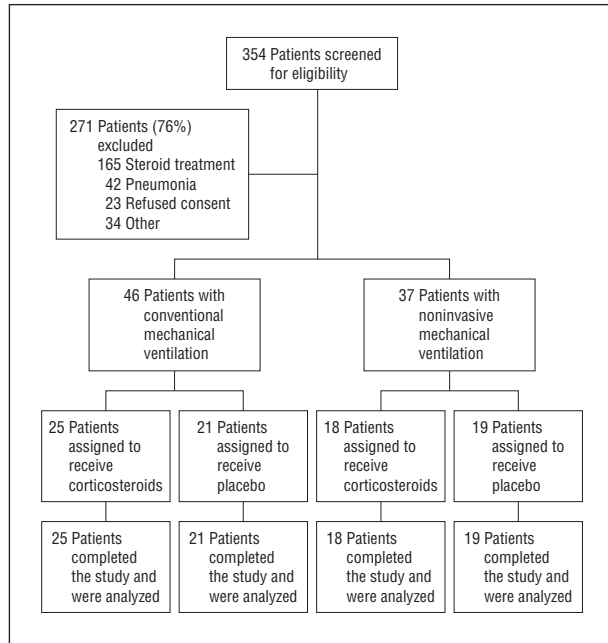 354 Patients screened
for eligibility
271 Patients (76%)
excluded
165 Steroid treatment
42 Pneumonia
23 Refused consent
34 Other
46 Patients with
conventional
mechanical
ventilation
37 Patients with
noninvasive
mechanical
ventilation
25 Patients
assigned to
receive
corticosteroids
21 Patients
assigned to
receive
placebo
18 Patients
assigned to
receive
corticosteroids
19 Patients
assigned to
receive
placebo
25 Patients
completed
the study and
were analyzed
21 Patients
completed
the study and
were analyzed
18 Patients
completed
the study and
were analyzed
19 Patients
completed
the study and
were analyzed